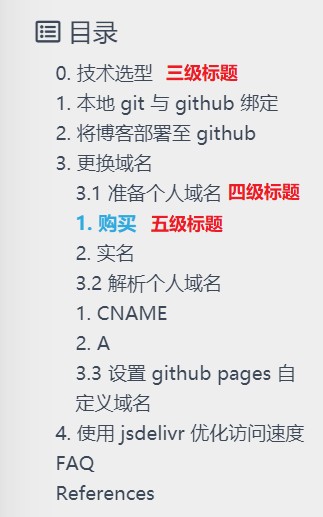 目录
0. 技术选型 三级标题
1. 本地 git 与 github 绑定
2. 将博客部署至 github
3. 更换域名
3.1 准备个人域名 四级标题
1. 购买 五级标题
2. 实名
3.2 解析个人域名
1. CNAME
2. A
3.3 设置 github pages 自
定义域名
4. 使用 jsdelivr 优化访问速度
FAQ
References